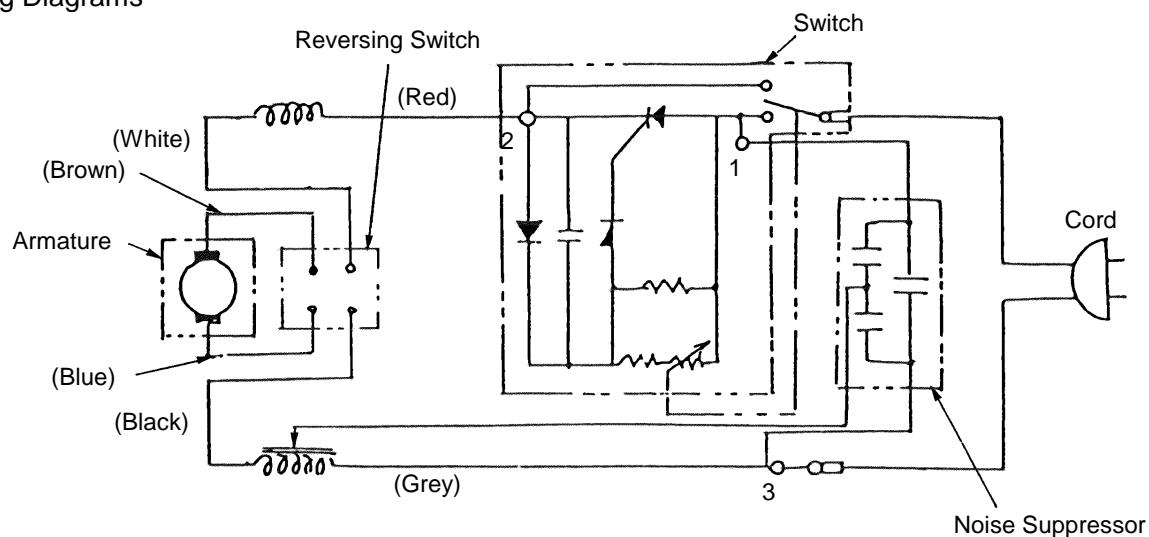 g Diagrams
Switch
Reversing Switch
(Red)
(White)
2
(Brown)
1
Armature
Cord
(Blue)
(Black)
(Grey)
3
Noise Suppressor